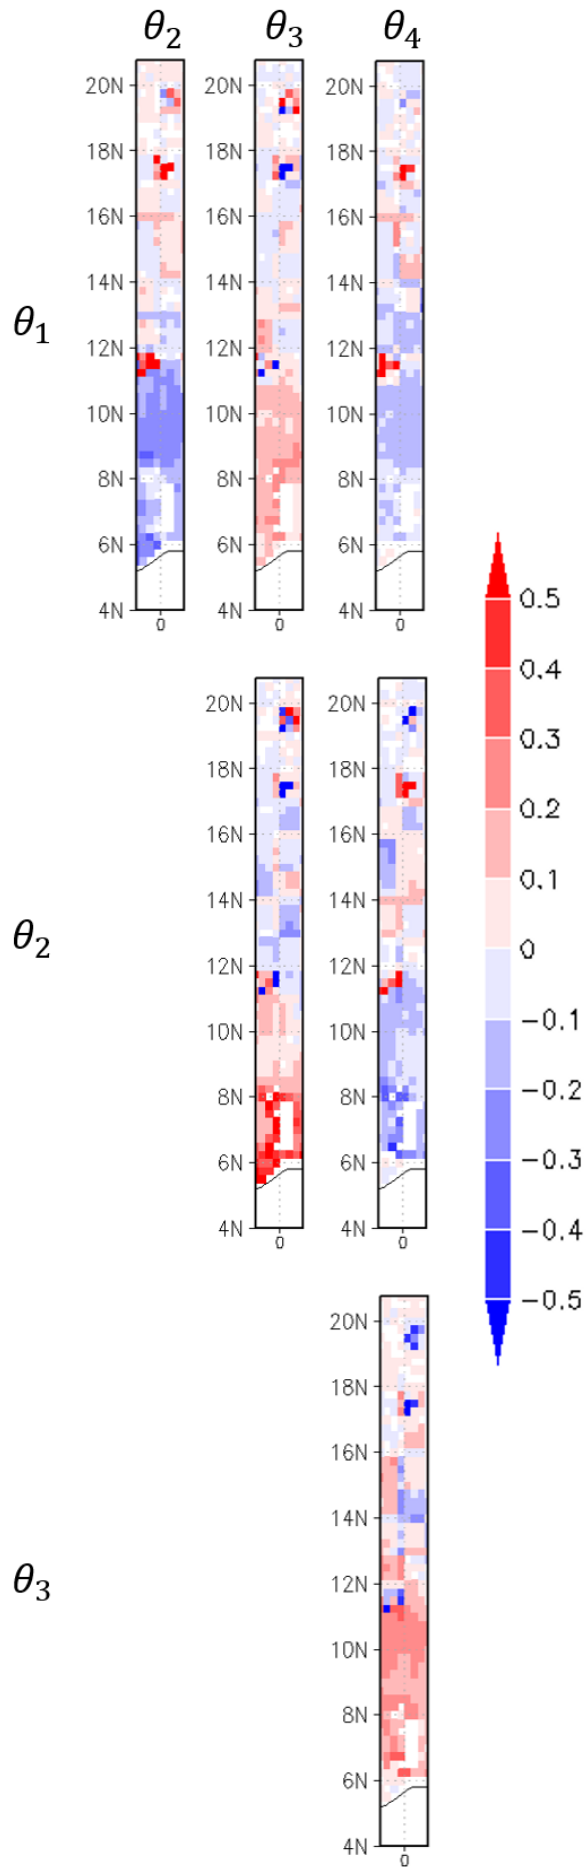 θ2 θ3 θ4
θ1
20N 20N 20N
18N 18N 18N
16N 16N 16N
14N 14N 14N
12N 12N 12N
10N 10N 10N
8N 8N 8N
6N 6N 6N
4N 4N 4N
0 0 0
θ2
20N 20N
18N 18N
16N 16N
14N 14N
12N 12N
10N 10N
8N 8N
6N 6N
4N 4N
0 0
θ3
20N
18N
16N
14N
12N
10N
8N
6N
4N
0
0.5
0.4
0.3
0.2
0.1
0
−0.1
−0.2
−0.3
−0.4
−0.5